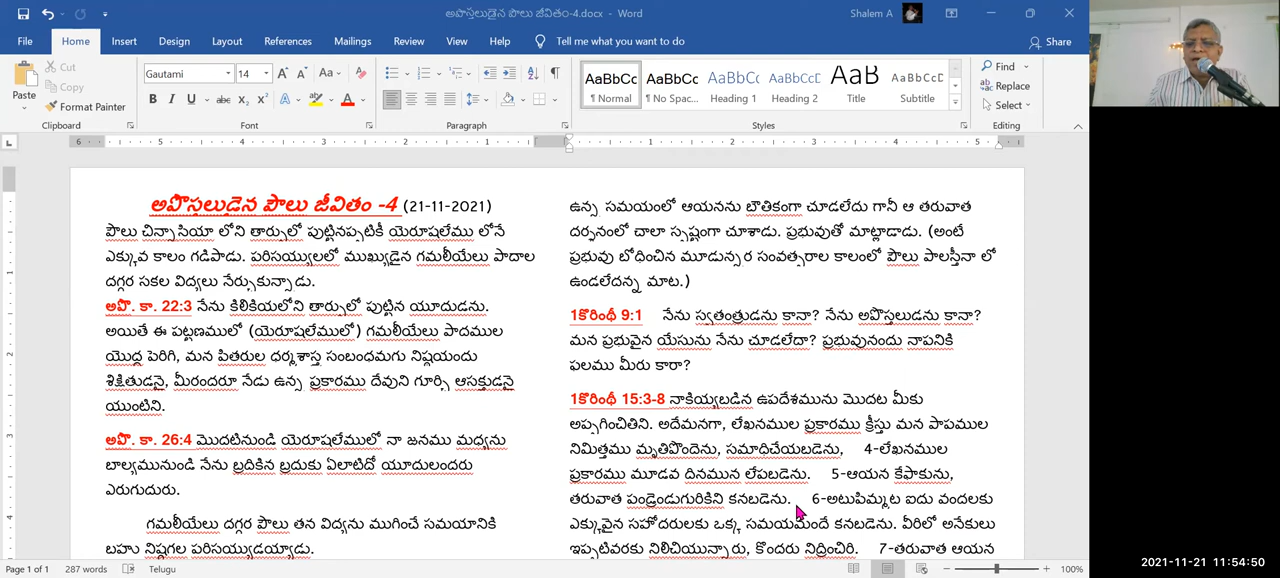 అపొస్తలుడైన పౌలు జీవితం-4.docx - Word
Shalem A
File Home Insert Design Layout References Mailings Review View Help Tell me what you want to do Share
Paste
Cut
Copy
Format Painter
Clipboard
Gautami 14
Font
Paragraph
AaBbCc AaBbCc AaBbCc AaBbCcD AaB AaBbCcD
¶ Normal ¶ No Spac... Heading 1 Heading 2 Title Subtitle
Styles
Find
Replace
Select
Editing
అపొస్తలుడైన పౌలు జీవితం -4 (21-11-2021)
పౌలు చిన్నాసియా లోని తార్సులో పుట్టినప్పటికీ యెరూషలేము లోనే
ఎక్కువ కాలం గడిపాడు. పరిసయ్యులలో ముఖ్యుడైన గమలీయేలు పాదాల
దగ్గర సకల విద్యలు నేర్చుకున్నాడు.
అపొ. కా. 22:3 నేను కిలికియలోని తార్సులో పుట్టిన యూదుడను.
అయితే ఈ పట్టణములో (యెరూషలేములో) గమలీయేలు పాదముల
యొద్ద పెరిగి, మన పితరుల ధర్మశాస్త్ర సంబంధమగు నిష్ఠయందు
శిక్షితుడనై, మీరందరూ నేడు ఉన్న ప్రకారము దేవుని గూర్చి ఆసక్తుడనై
యుంటిని.
అపొ. కా. 26:4 మొదటినుండి యెరూషలేములో నా జనము మధ్యను
బాల్యమునుండి నేను బ్రదికిన బ్రదుకు ఏలాటిదో యూదులందరు
ఎరుగుదురు.
గమలీయేలు దగ్గర పౌలు తన విద్యను ముగించే సమయానికి
బహు నిష్ఠగల పరిసయ్యుడయ్యాడు.
ఉన్న సమయంలో ఆయనను బౌతికంగా చూడలేదు గానీ ఆ తరువాత
దర్శనంలో చాలా స్పష్టంగా చూశాడు. ప్రభువుతో మాట్లాడాడు. (అంటే
ప్రభువు బోధించిన మూడున్నర సంవత్సరాల కాలంలో పౌలు పాలస్తీనా లో
ఉండలేదన్న మాట.)
1కొరింథీ 9:1 నేను స్వతంత్రుడను కానా? నేను అపొస్తలుడను కానా?
మన ప్రభువైన యేసును నేను చూడలేదా? ప్రభువునందు నాపనికి
ఫలము మీరు కారా?
1కొరింథీ 15:3-8 నాకియ్యబడిన ఉపదేశమును మొదట మీకు
అప్పగించితిని. అదేమనగా, లేఖనముల ప్రకారము క్రీస్తు మన పాపముల
నిమిత్తము మృతిపొందెను, సమాధిచేయబడెను, 4-లేఖనముల
ప్రకారము మూడవ దినమున లేపబడెను. 5-ఆయన కేఫాకును,
తరువాత పండ్రెండుగురికిని కనబడెను. 6-అటుపిమ్మట ఐదు వందలకు
ఎక్కువైన సహోదరులకు ఒక్క సమయమందే కనబడెను. వీరిలో అనేకులు
ఇప్పటివరకు నిలిచియున్నారు, కొందరు నిద్రించిరి. 7-తరువాత ఆయన
Page 1 of 1 287 words Telugu 100%
2021-11-21 11:54:50